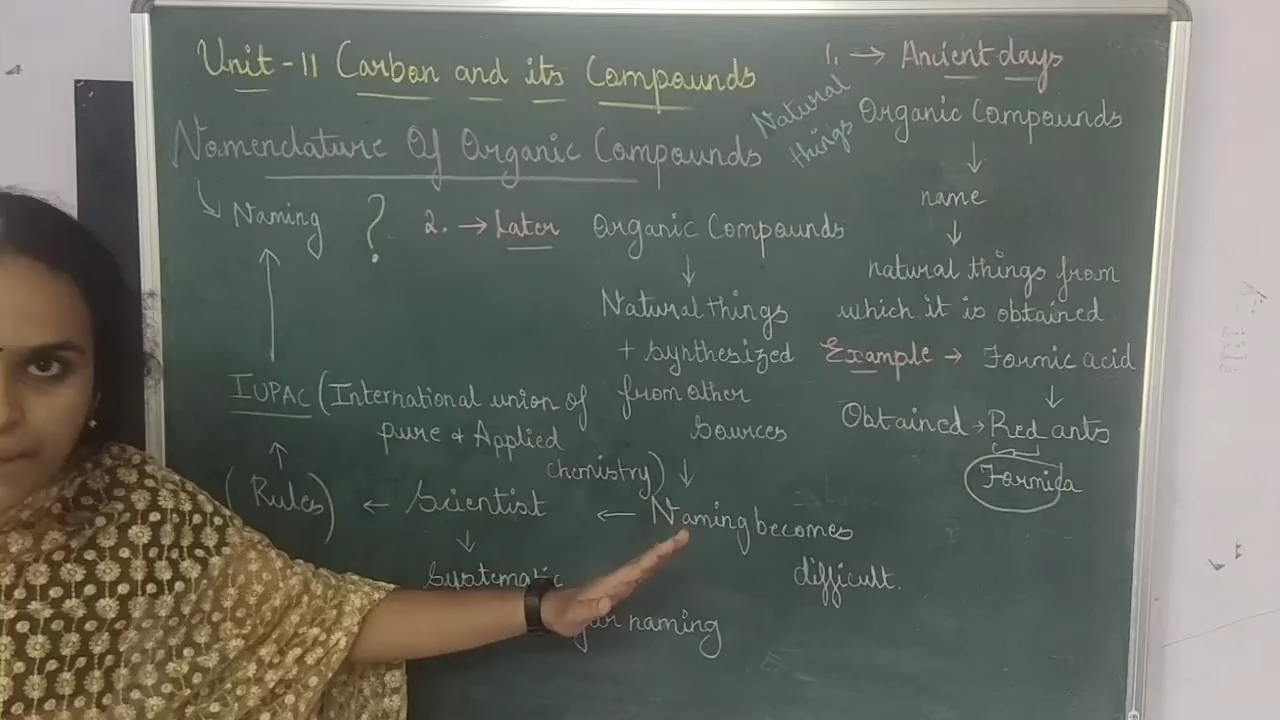 Unit - 11 Carbon and its Compounds
Nomenclature Of Organic Compounds
↳ Naming ?
1. → Ancient days
Natural things
Organic Compounds
↓
name
↓
natural things from
which it is obtained
Example → Formic acid
↓
Obtained → Red ants
Formica
2. → Later Organic Compounds
↓
Natural things
+ Synthesized
from other
Sources
↓
Naming becomes
difficult.
← Scientist
↓
Systematic
naming
← (Rules)
↑
IUPAC (International union of
pure & Applied
chemistry)
↑